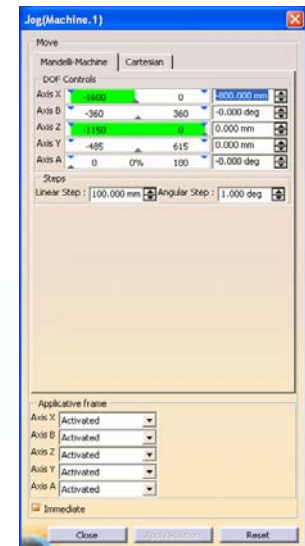 Jog(Machine.1)
Move
Mandelli-Machine Cartesian
DOF Controls
Axis X -1600 0 -800.000 mm
Axis B -360 360 -0.000 deg
Axis Z -1150 0 0.000 mm
Axis Y -485 615 0.000 mm
Axis A 0 0% 180 -0.000 deg
Steps
Linear Step : 100.000 mm Angular Step : 1.000 deg
Applicative frame
Axis X Activated
Axis B Activated
Axis Z Activated
Axis Y Activated
Axis A Activated
Immediate
Close Reset